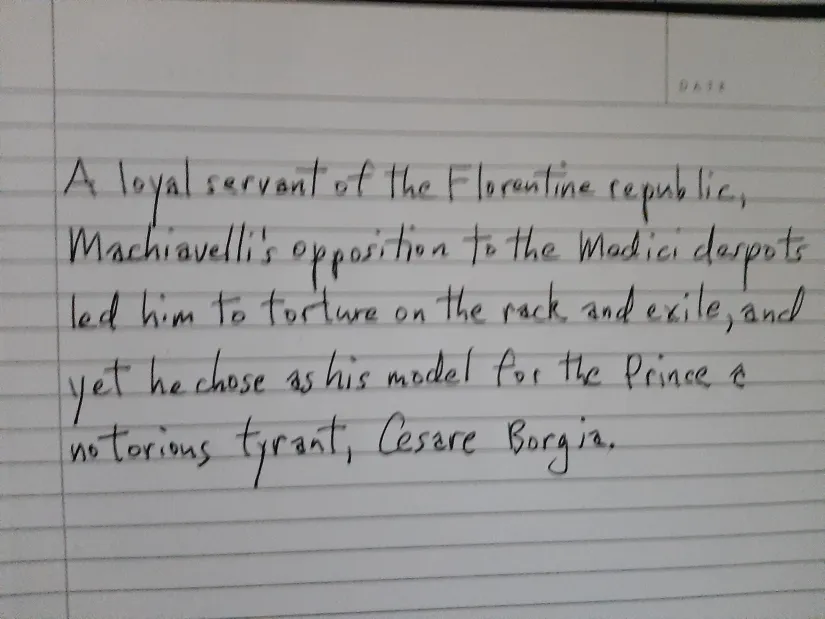 DATE
A loyal servant of the Florentine republic,
Machiavelli's opposition to the Medici despots
led him to torture on the rack and exile, and
yet he chose as his model for the Prince a
notorious tyrant, Cesare Borgia.